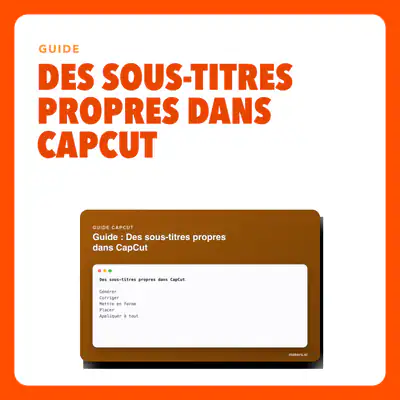 GUIDE
DES SOUS-TITRES
PROPRES DANS
CAPCUT
GUIDE CAPCUT
Guide : Des sous-titres propres
dans CapCut
Des sous-titres propres dans CapCut
Générer
Corriger
Mettre en forme
Placer
Appliquer à tout